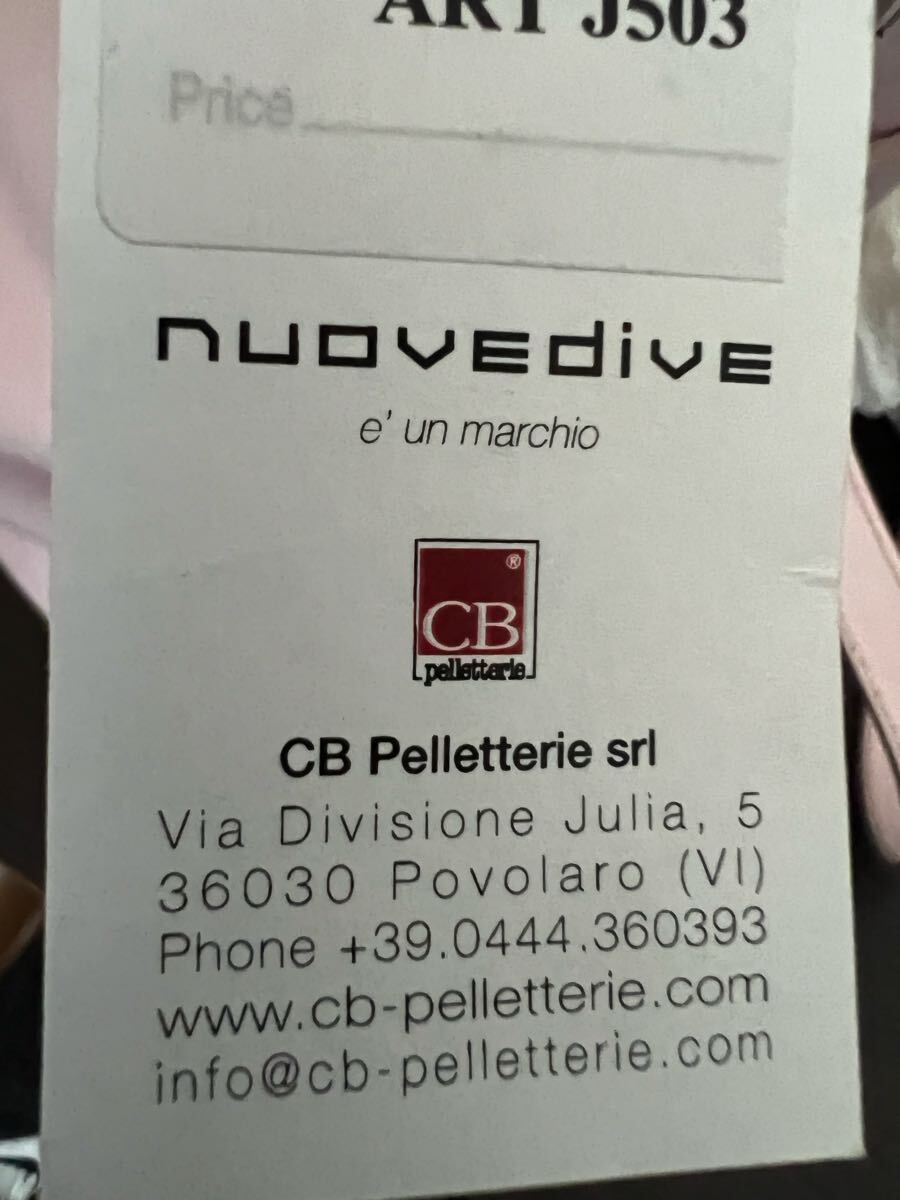 ART J503
Price
nuovedive
e' un marchio
®
CB
pelletterie
CB Pelletterie srl
Via Divisione Julia, 5
36030 Povolaro (VI)
Phone +39.0444.360393
www.cb-pelletterie.com
info@cb-pelletterie.com